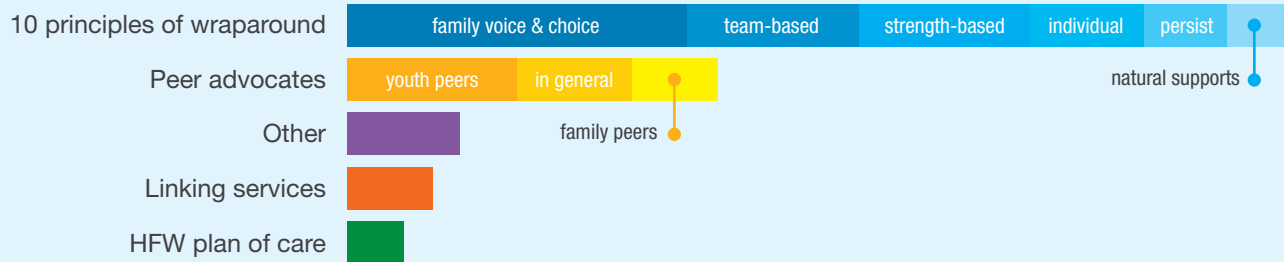 10 principles of wraparound
family voice & choice
team-based
strength-based
individual
persist
natural supports
Peer advocates
youth peers
in general
family peers
Other
Linking services
HFW plan of care